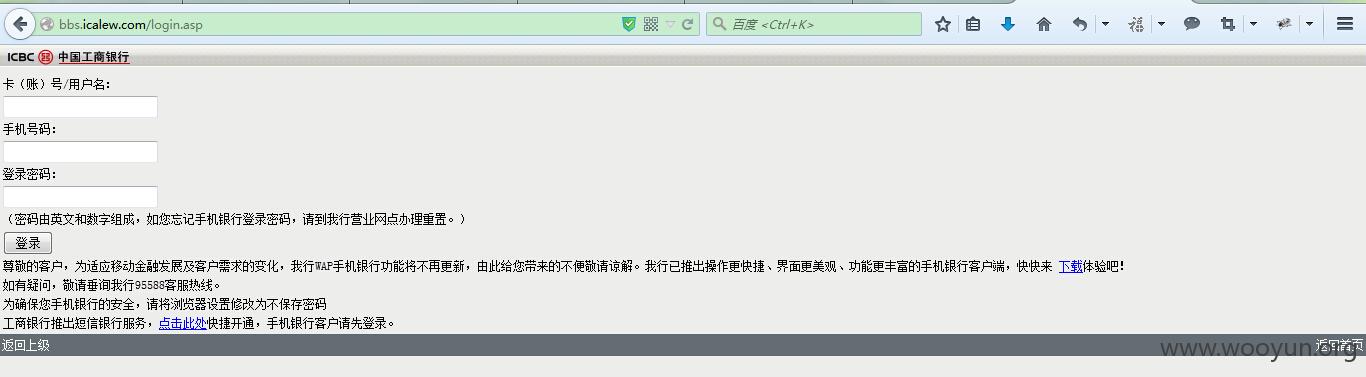 bbs.icalew.com/login.asp
百度 <Ctrl+K>
ICBC 中国工商银行
卡（账）号/用户名：
手机号码：
登录密码：
（密码由英文和数字组成，如您忘记手机银行登录密码，请到我行营业网点办理重置。）
登录
尊敬的客户，为适应移动金融发展及客户需求的变化，我行WAP手机银行功能将不再更新，由此给您带来的不便敬请谅解。我行已推出操作更快捷、界面更美观、功能更丰富的手机银行客户端，快快来 下载体验吧！
如有疑问，敬请垂询我行95588客服热线。
为确保您手机银行的安全，请将浏览器设置修改为不保存密码
工商银行推出短信银行服务，点击此处快捷开通，手机银行客户请先登录。
返回上级
返回首页
www.wooyun.org